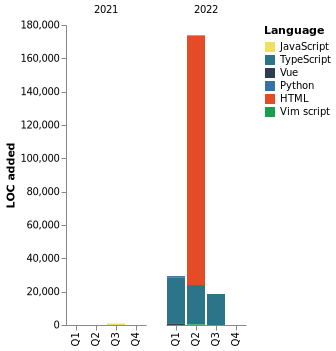 2021 2022
LOC added
180,000
160,000
140,000
120,000
100,000
80,000
60,000
40,000
20,000
0
Q1 Q2 Q3 Q4 Q1 Q2 Q3 Q4
Language
JavaScript
TypeScript
Vue
Python
HTML
Vim script